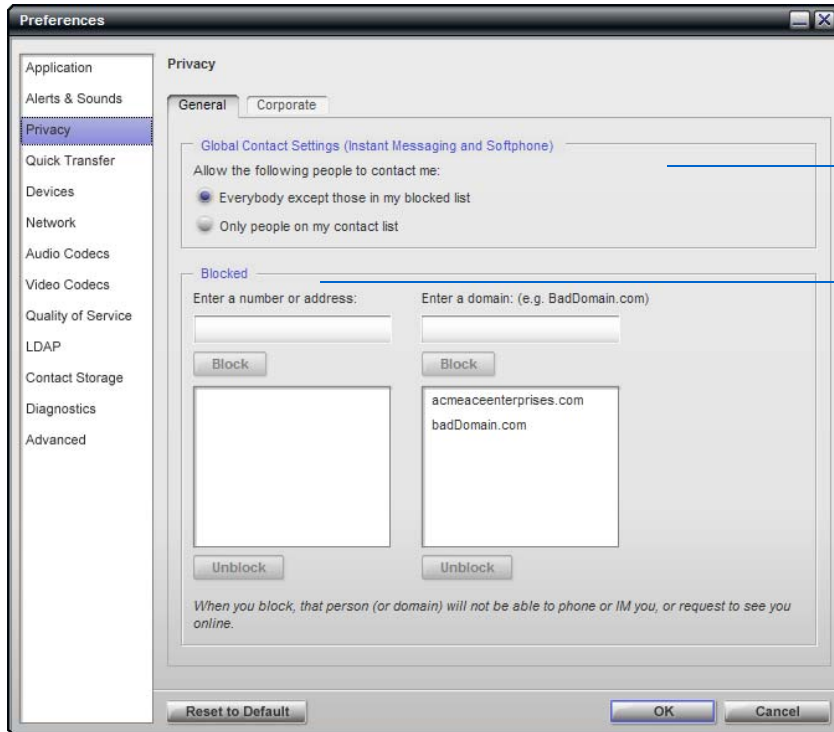 Preferences
Application
Alerts & Sounds
Privacy
Quick Transfer
Devices
Network
Audio Codecs
Video Codecs
Quality of Service
LDAP
Contact Storage
Diagnostics
Advanced
Privacy
General
Corporate
Global Contact Settings (Instant Messaging and Softphone)
Allow the following people to contact me:
Everybody except those in my blocked list
Only people on my contact list
Blocked
Enter a number or address:
Enter a domain: (e.g. BadDomain.com)
Block
Block
acmeaceenterprises.com
badDomain.com
Unblock
Unblock
When you block, that person (or domain) will not be able to phone or IM you, or request to see you
online.
Reset to Default
OK
Cancel